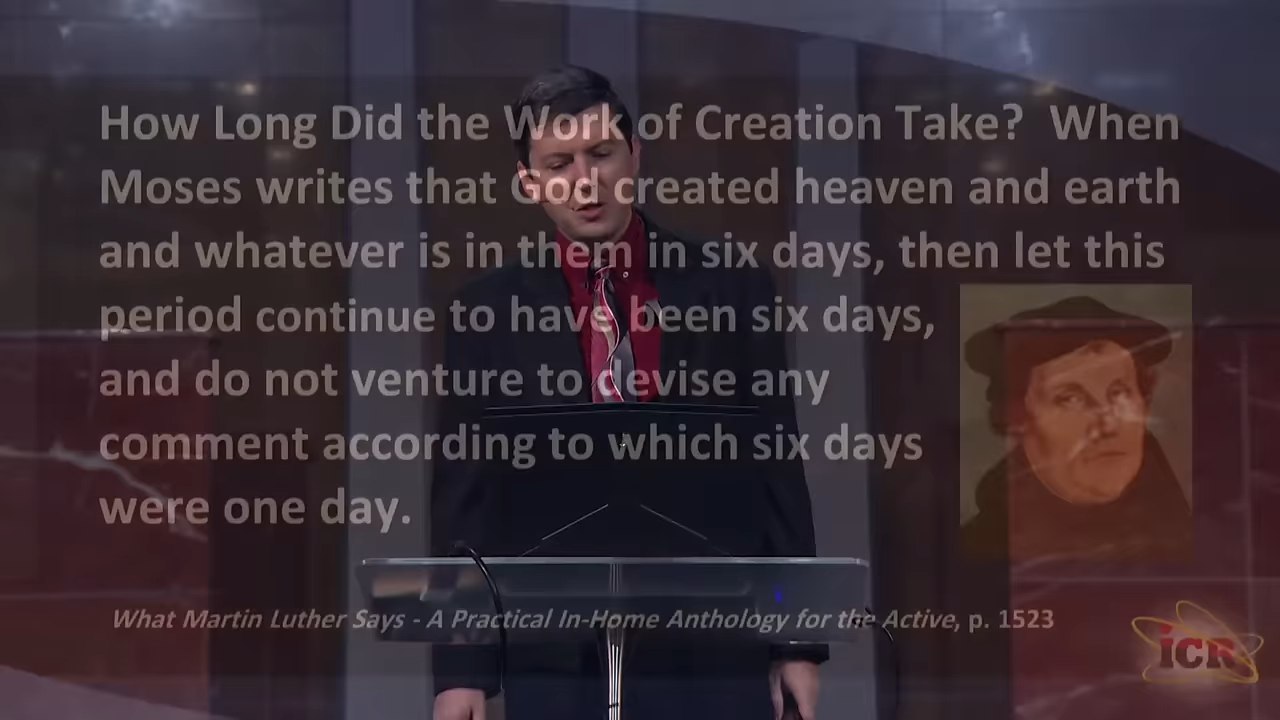 How Long Did the Work of Creation Take? When
Moses writes that God created heaven and earth
and whatever is in them in six days, then let this
period continue to have been six days,
and do not venture to devise any
comment according to which six days
were one day.
What Martin Luther Says - A Practical In-Home Anthology for the Active, p. 1523
iCR